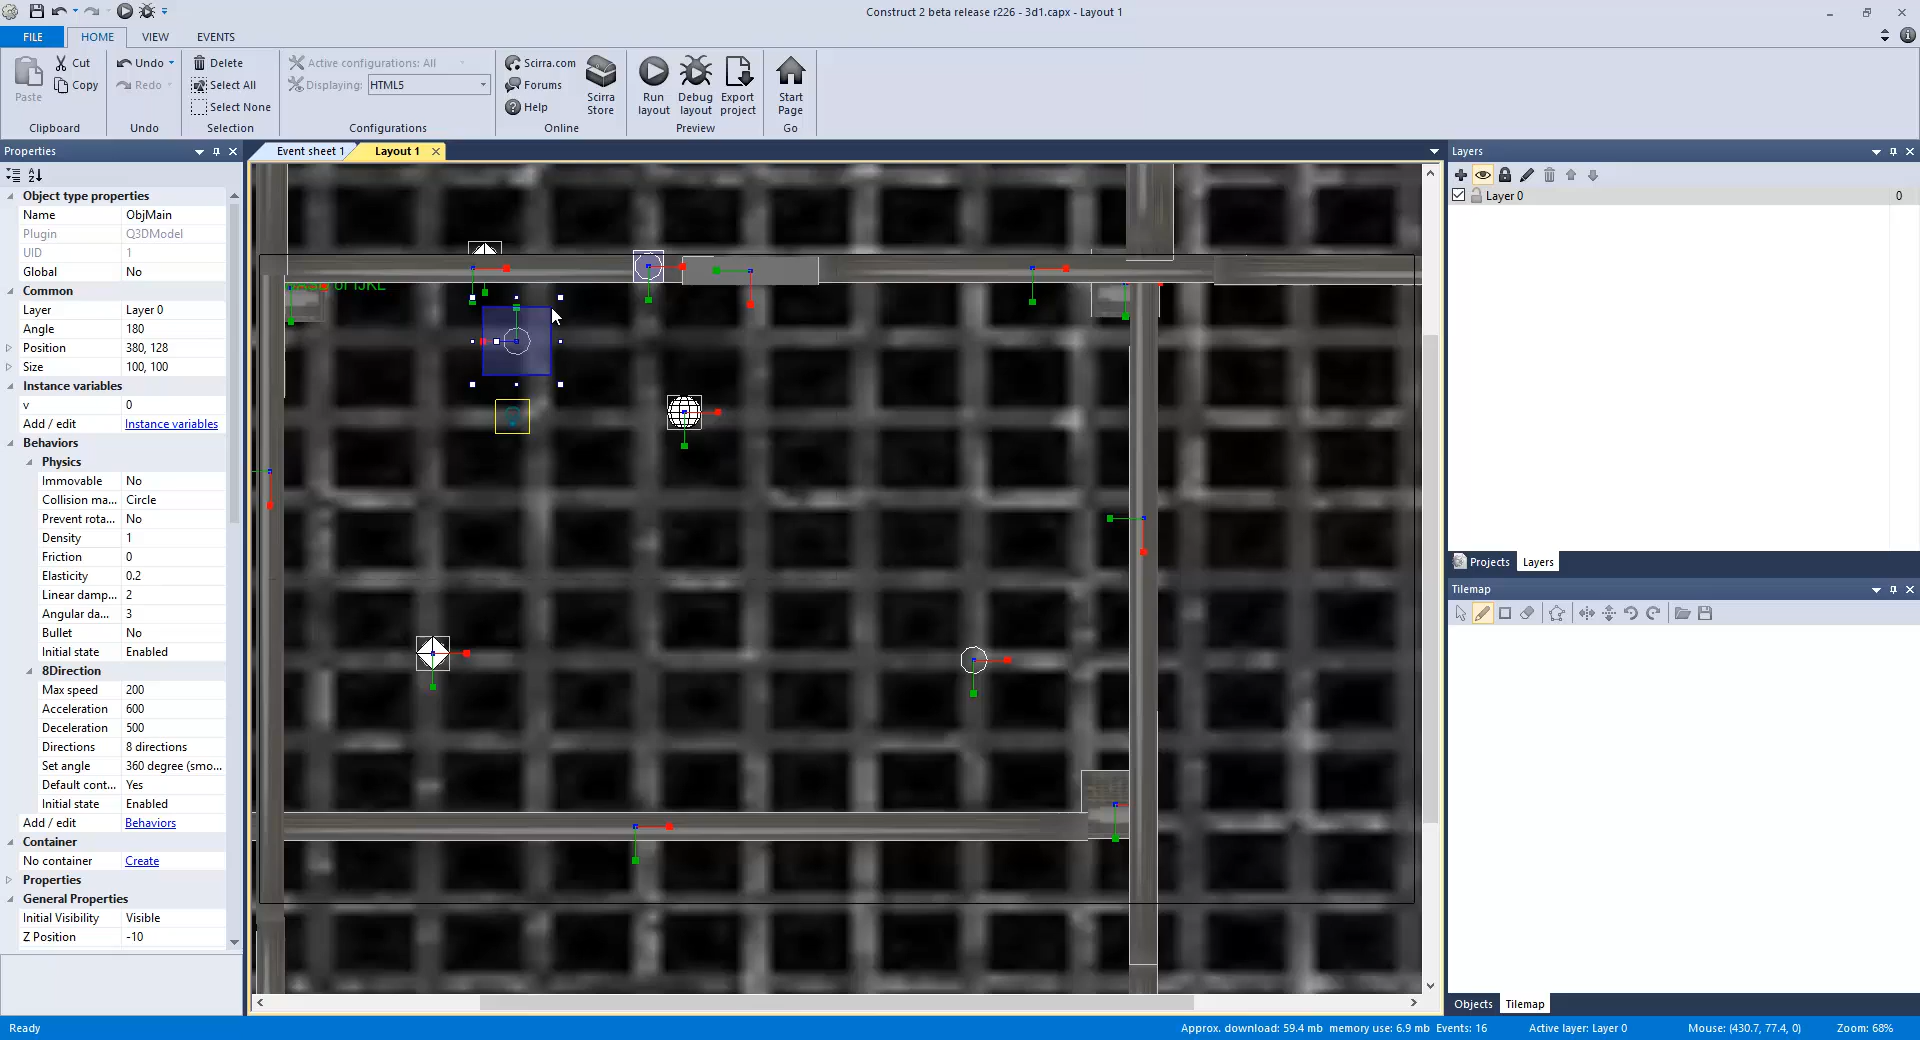 Construct 2 beta release r226 - 3d1.capx - Layout 1
FILE HOME VIEW EVENTS
Paste Cut Copy Clipboard
Undo Redo Undo
Delete Select All Select None Selection
Active configurations: All
Displaying: HTML5
Configurations
Scirra.com Forums Help Scirra Store Online
Run layout Debug layout Export project Preview
Start Page Go
Properties
Object type properties
Name ObjMain
Plugin Q3DModel
UID 1
Global No
Common
Layer Layer 0
Angle 180
Position 380, 128
Size 100, 100
Instance variables
v 0
Add / edit Instance variables
Behaviors
Physics
Immovable No
Collision ma... Circle
Prevent rota... No
Density 1
Friction 0
Elasticity 0.2
Linear damp... 2
Angular da... 3
Bullet No
Initial state Enabled
8Direction
Max speed 200
Acceleration 600
Deceleration 500
Directions 8 directions
Set angle 360 degree (smo...
Default cont... Yes
Initial state Enabled
Add / edit Behaviors
Container
No container Create
Properties
General Properties
Initial Visibility Visible
Z Position -10
Event sheet 1 Layout 1
Layers
Layer 0 0
Projects Layers
Tilemap
Objects Tilemap
Ready Approx. download: 59.4 mb memory use: 6.9 mb Events: 16 Active layer: Layer 0 Mouse: (430.7, 77.4, 0) Zoom: 68%